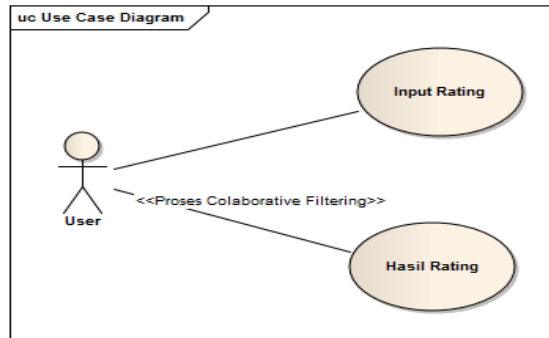 uc Use Case Diagram
Input Rating
<<Proses Colaborative Filtering>>
User
Hasil Rating